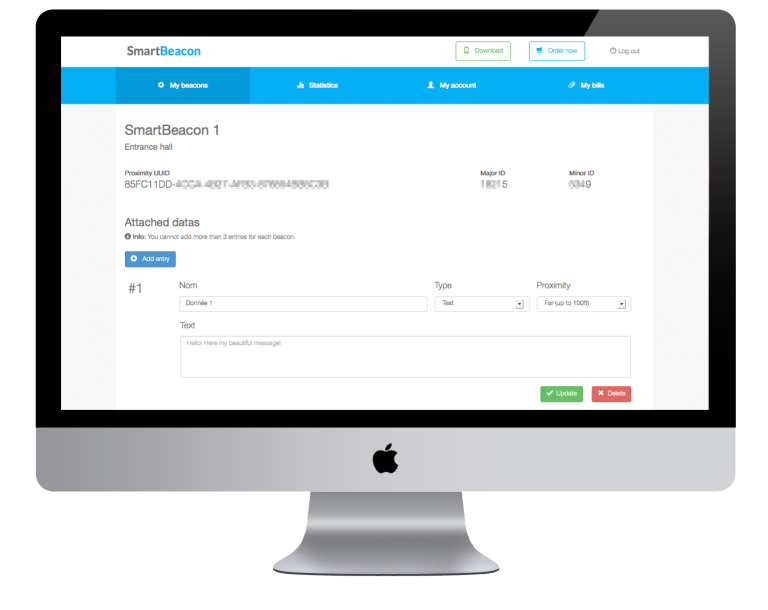 SmartBeacon
Download
Order now
Log out
My beacons
Statistics
My account
My bills
SmartBeacon 1
Entrance hall
Proximity UUID
Major ID
Minor ID
85FC11DD-
5
49
Attached datas
Info: You cannot add more than 3 entries for each beacon.
Add entry
#1
Nom
Type
Proximity
Donnée 1
Text
Far (up to 100ft)
Text
Hello! Here my beautiful message!
Update
Delete